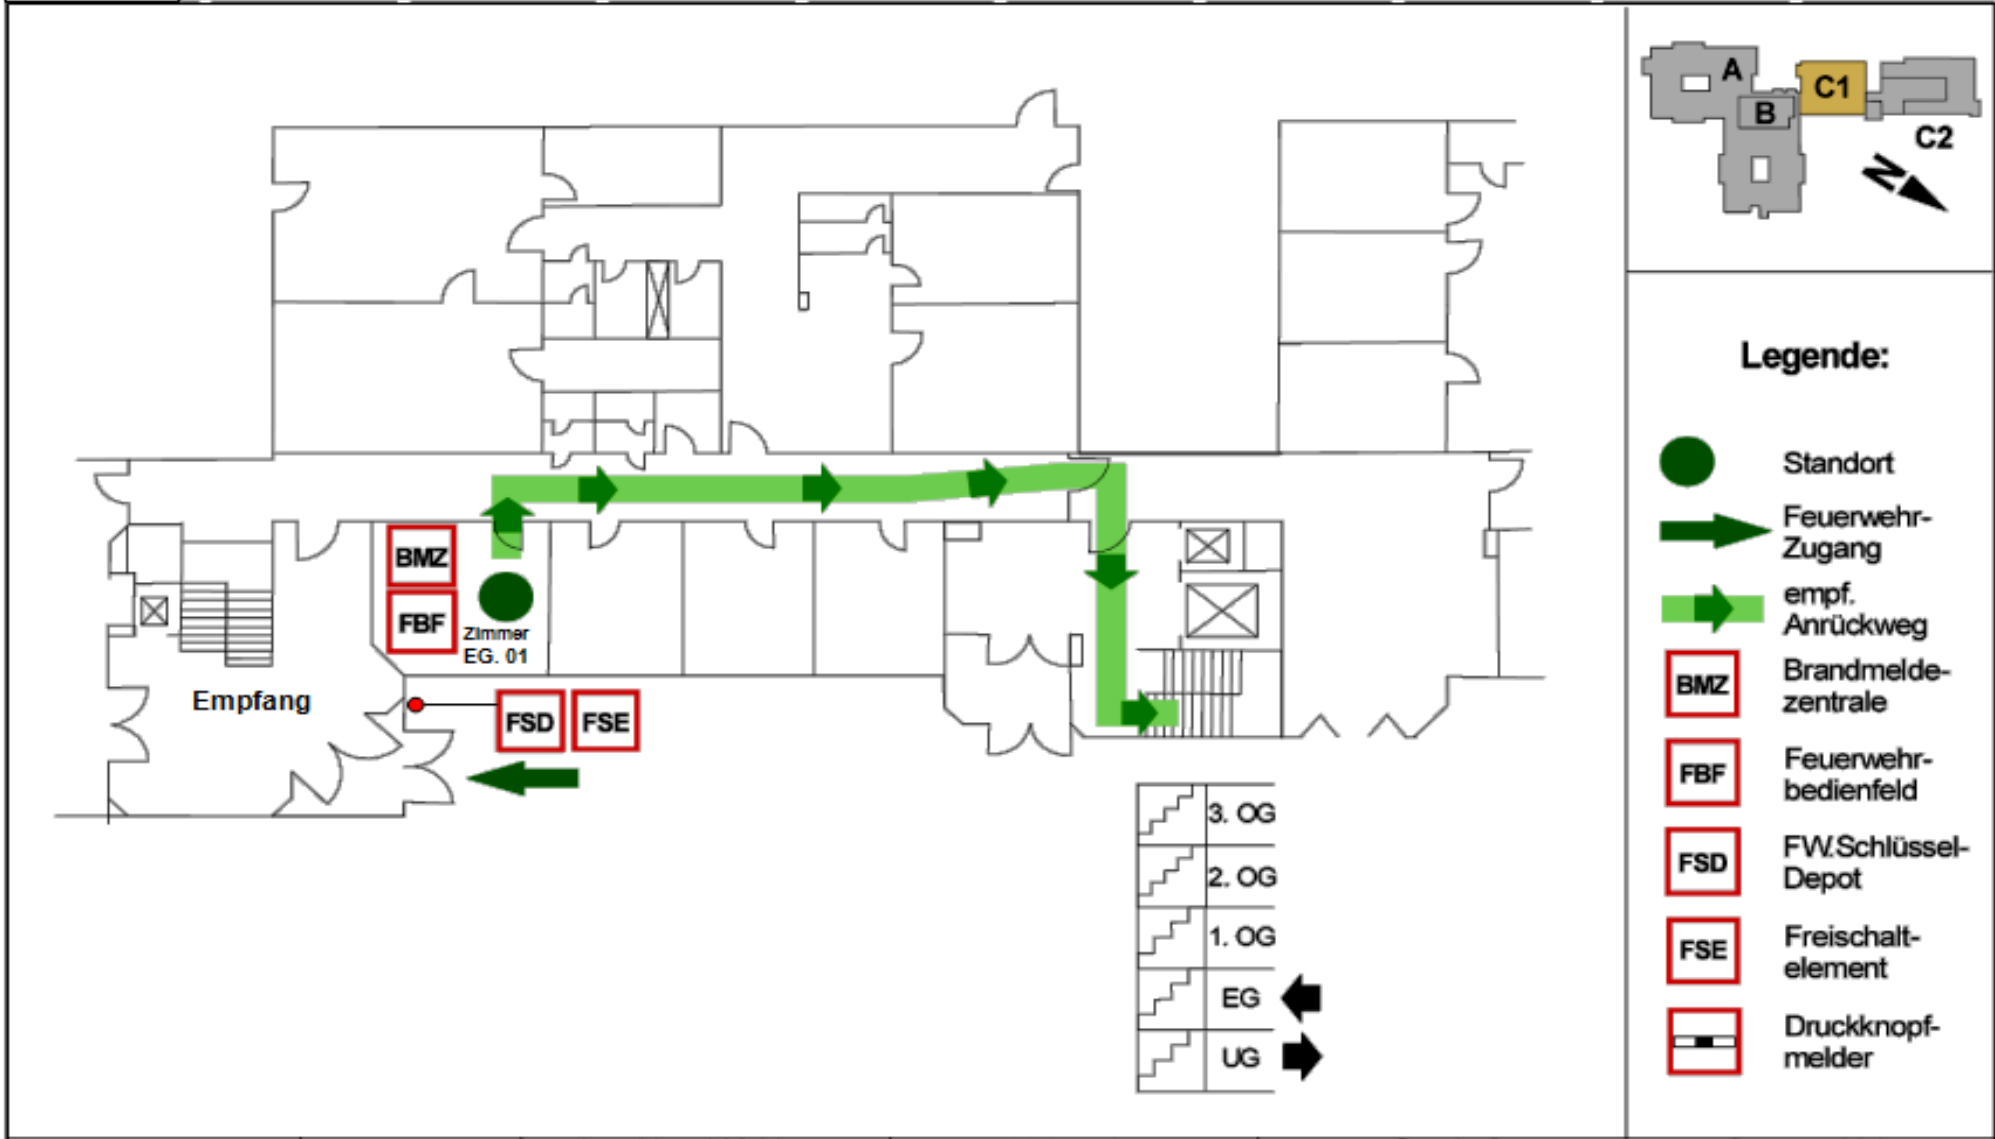 A
B
C1
C2
N
BMZ
FBF
Zimmer
EG. 01
Empfang
FSD
FSE
3. OG
2. OG
1. OG
EG
UG
Legende:
Standort
Feuerwehr-
Zugang
empf.
Anrückweg
BMZ
Brandmelde-
zentrale
FBF
Feuerwehr-
bedienfeld
FSD
FW.Schlüssel-
Depot
FSE
Freischalt-
element
Druckknopf-
melder